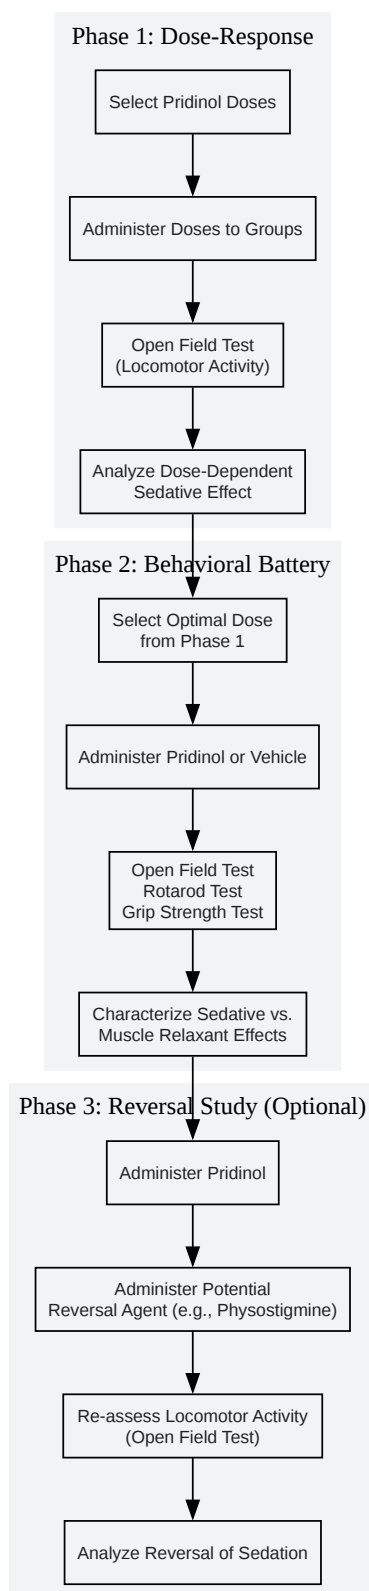 Phase 1: Dose-Response
Select Pridinol Doses
Administer Doses to Groups
Open Field Test
(Locomotor Activity)
Analyze Dose-Dependent
Sedative Effect
Phase 2: Behavioral Battery
Select Optimal Dose
from Phase 1
Administer Pridinol or Vehicle
Open Field Test
Rotarod Test
Grip Strength Test
Characterize Sedative vs.
Muscle Relaxant Effects
Phase 3: Reversal Study (Optional)
Administer Pridinol
Administer Potential
Reversal Agent (e.g., Physostigmine)
Re-assess Locomotor Activity
(Open Field Test)
Analyze Reversal of Sedation